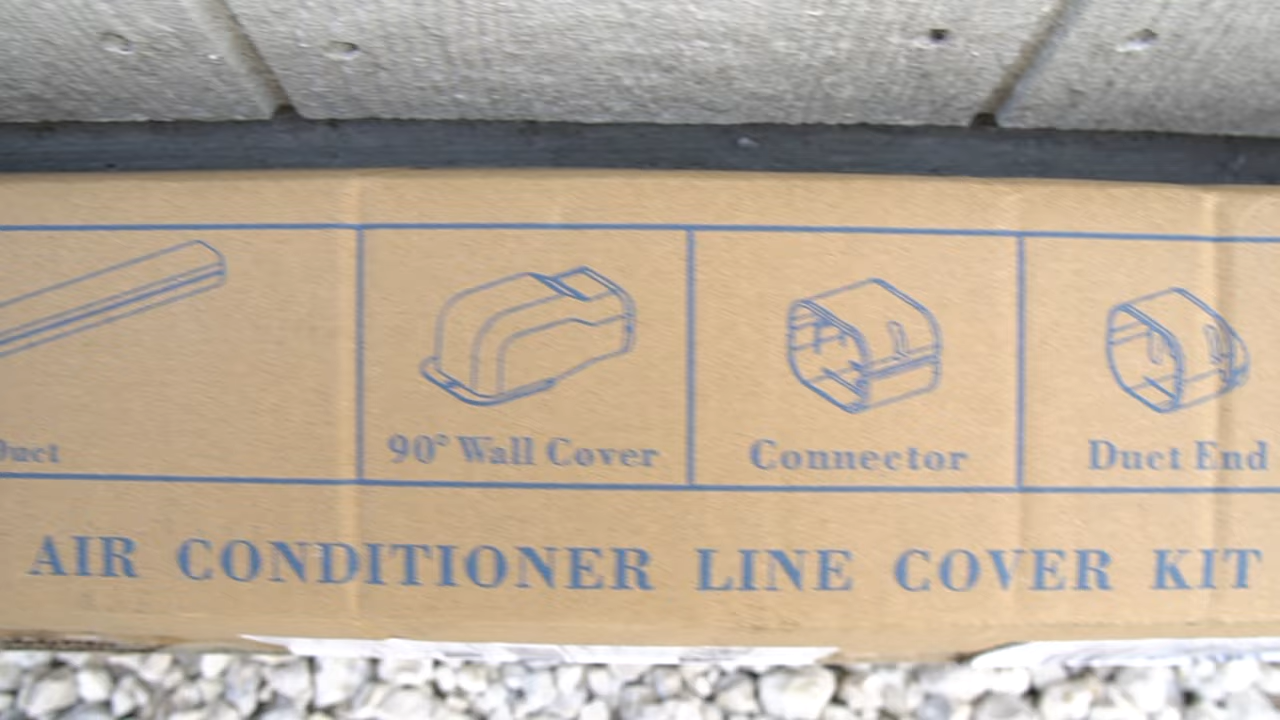 Duct
90° Wall Cover
Connector
Duct End
AIR CONDITIONER LINE COVER KIT